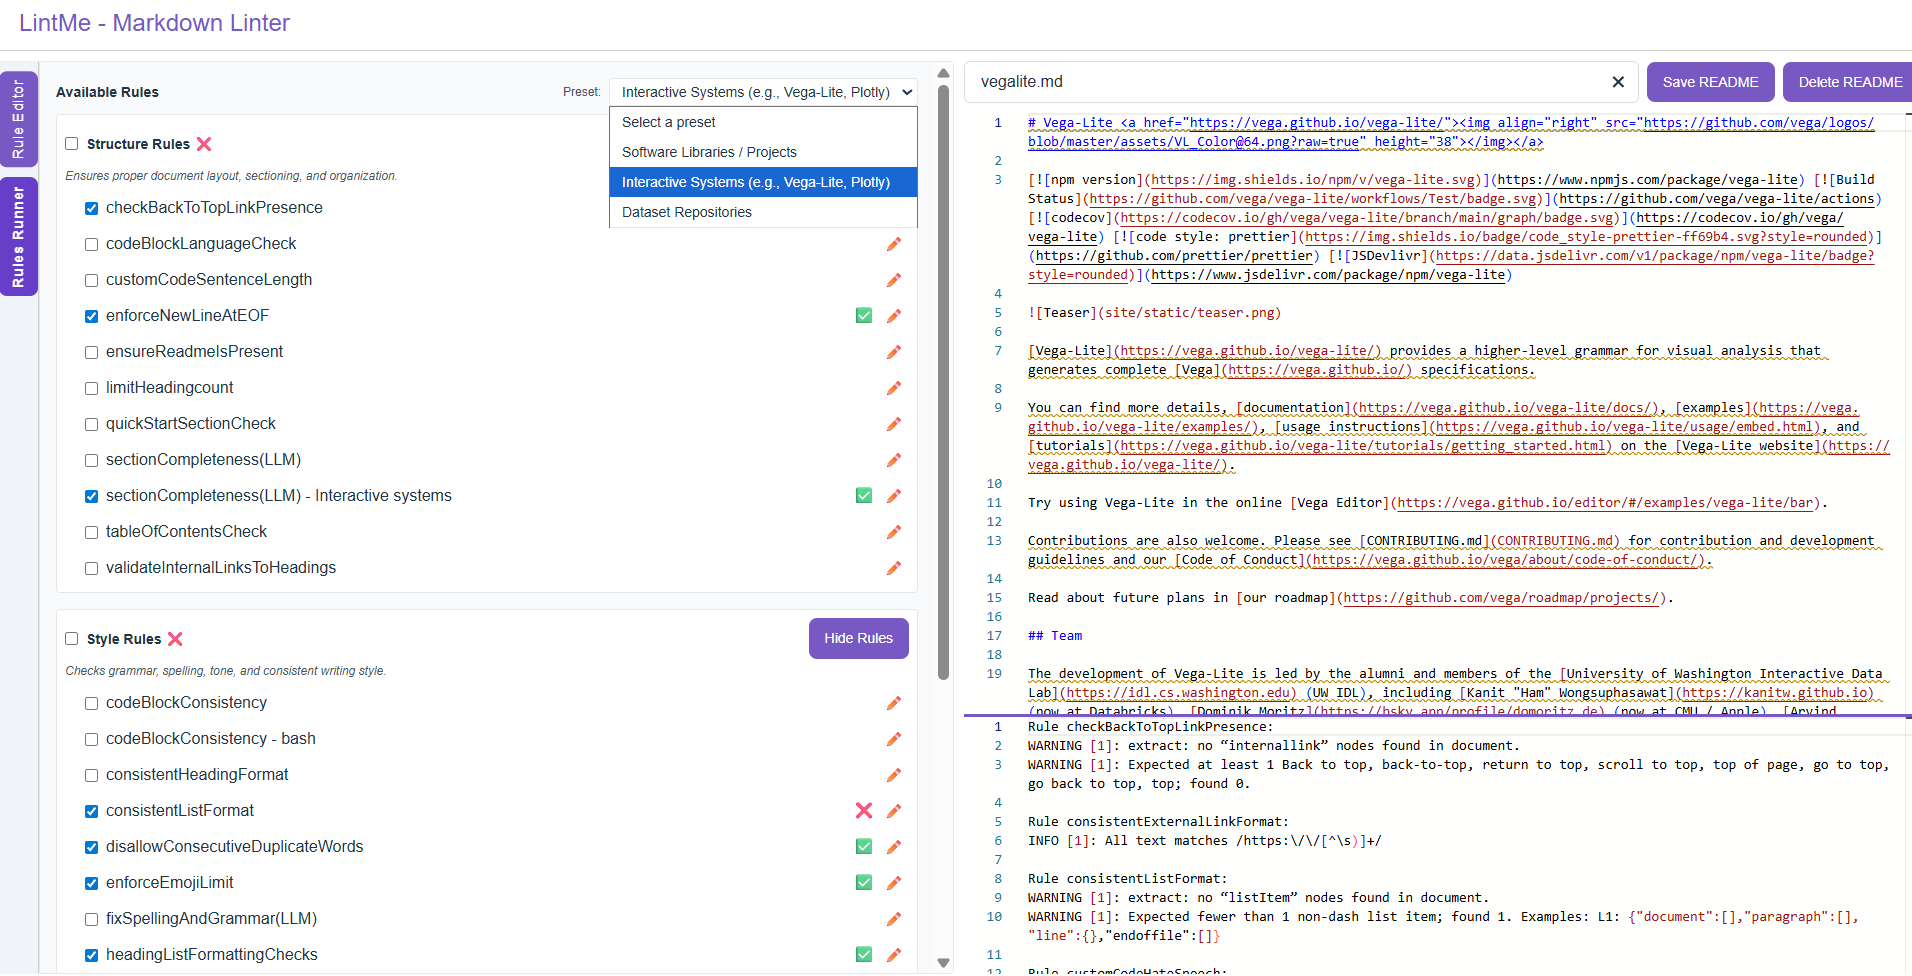 LintMe - Markdown Linter
Rule Editor
Rules Runner
Available Rules
Preset:
Interactive Systems (e.g., Vega-Lite, Plotly)
Select a preset
Software Libraries / Projects
Interactive Systems (e.g., Vega-Lite, Plotly)
Dataset Repositories
Structure Rules
Ensures proper document layout, sectioning, and organization.
checkBackToTopLinkPresence
codeBlockLanguageCheck
customCodeSentenceLength
enforceNewLineAtEOF
ensureReadmeIsPresent
limitHeadingcount
quickStartSectionCheck
sectionCompleteness(LLM)
sectionCompleteness(LLM) - Interactive systems
tableOfContentsCheck
validateInternalLinksToHeadings
Style Rules
Hide Rules
Checks grammar, spelling, tone, and consistent writing style.
codeBlockConsistency
codeBlockConsistency - bash
consistentHeadingFormat
consistentListFormat
disallowConsecutiveDuplicateWords
enforceEmojiLimit
fixSpellingAndGrammar(LLM)
headingListFormattingChecks
vegalite.md
Save README
Delete README
1 # Vega-Lite <a href="https://vega.github.io/vega-lite/"><img align="right" src="https://github.com/vega/logos/
blob/master/assets/VL_Color@64.png?raw=true" height="38"></img></a>
2
3 [![npm version](https://img.shields.io/npm/v/vega-lite.svg)](https://www.npmjs.com/package/vega-lite) [![Build
Status](https://github.com/vega/vega-lite/workflows/Test/badge.svg)](https://github.com/vega/vega-lite/actions)
[![codecov](https://codecov.io/gh/vega/vega-lite/branch/main/graph/badge.svg)](https://codecov.io/gh/vega/
vega-lite) [![code style: prettier](https://img.shields.io/badge/code_style-prettier-ff69b4.svg?style=rounded)]
(https://github.com/prettier/prettier) [![JSDevlivr](https://data.jsdelivr.com/v1/package/npm/vega-lite/badge?
style=rounded)](https://www.jsdelivr.com/package/npm/vega-lite)
4
5 ![Teaser](site/static/teaser.png)
6
7 [Vega-Lite](https://vega.github.io/vega-lite/) provides a higher-level grammar for visual analysis that
generates complete [Vega](https://vega.github.io/) specifications.
8
9 You can find more details, [documentation](https://vega.github.io/vega-lite/docs/), [examples](https://vega.
github.io/vega-lite/examples/), [usage instructions](https://vega.github.io/vega-lite/usage/embed.html), and
[tutorials](https://vega.github.io/vega-lite/tutorials/getting_started.html) on the [Vega-Lite website](https://
vega.github.io/vega-lite/).
10
11 Try using Vega-Lite in the online [Vega Editor](https://vega.github.io/editor/#/examples/vega-lite/bar).
12
13 Contributions are also welcome. Please see [CONTRIBUTING.md](CONTRIBUTING.md) for contribution and development
guidelines and our [Code of Conduct](https://vega.github.io/vega/about/code-of-conduct/).
14
15 Read about future plans in [our roadmap](https://github.com/vega/roadmap/projects/).
16
17 ## Team
18
19 The development of Vega-Lite is led by the alumni and members of the [University of Washington Interactive Data
Lab](https://idl.cs.washington.edu) (UW IDL), including [Kanit "Ham" Wongsuphasawat](https://kanitw.github.io)
(now at Databricks), [Dominik Moritz](https://bsky.app/profile/domoritz.de) (now at CMU / Apple), [Arvind
1 Rule checkBackToTopLinkPresence:
2 WARNING [1]: extract: no “internallink” nodes found in document.
3 WARNING [1]: Expected at least 1 Back to top, back-to-top, return to top, scroll to top, top of page, go to top,
go back to top, top; found 0.
4
5 Rule consistentExternalLinkFormat:
6 INFO [1]: All text matches /https:\/\/[^\s)]+/
7
8 Rule consistentListFormat:
9 WARNING [1]: extract: no “listItem” nodes found in document.
10 WARNING [1]: Expected fewer than 1 non-dash list item; found 1. Examples: L1: {"document":[],"paragraph":[],
"line":{},"endoffile":[]}
11
12 Rule customCodeHateSpeech: